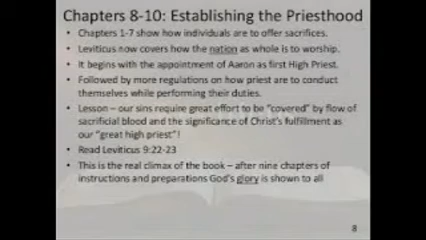 Chapters 8-10: Establishing the Priesthood
• Chapters 1-7 show how individuals are to offer sacrifices.
• Leviticus now covers how the nation as whole is to worship.
• It begins with the appointment of Aaron as first High Priest.
• Followed by more regulations on how priest are to conduct
themselves while performing their duties.
• Lesson – our sins require great effort to be “covered” by flow of
sacrificial blood and the significance of Christ's fulfillment as
our “great high priest”!
• Read Leviticus 9:22-23
• This is the real climax of the book – after nine chapters of
instructions and preparations God's glory is shown to all
8